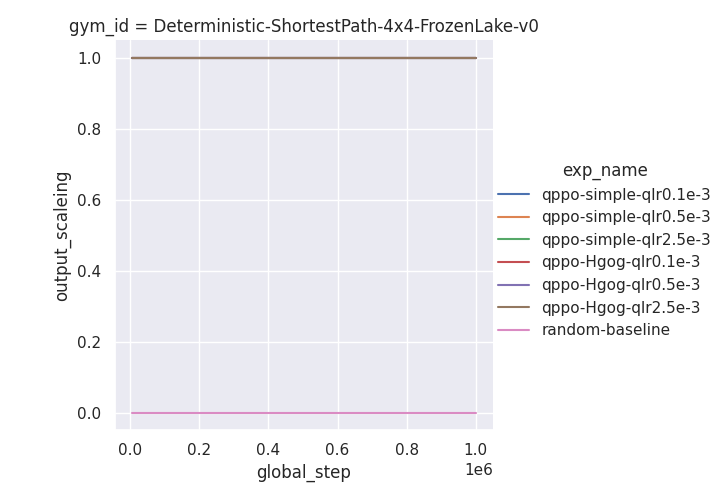 gym_id = Deterministic-ShortestPath-4x4-FrozenLake-v0
1.0
0.8
0.6
0.4
0.2
0.0
output_scaleing
0.0 0.2 0.4 0.6 0.8 1.0
1e6
global_step
exp_name
qppo-simple-qlr0.1e-3
qppo-simple-qlr0.5e-3
qppo-simple-qlr2.5e-3
qppo-Hgog-qlr0.1e-3
qppo-Hgog-qlr0.5e-3
qppo-Hgog-qlr2.5e-3
random-baseline